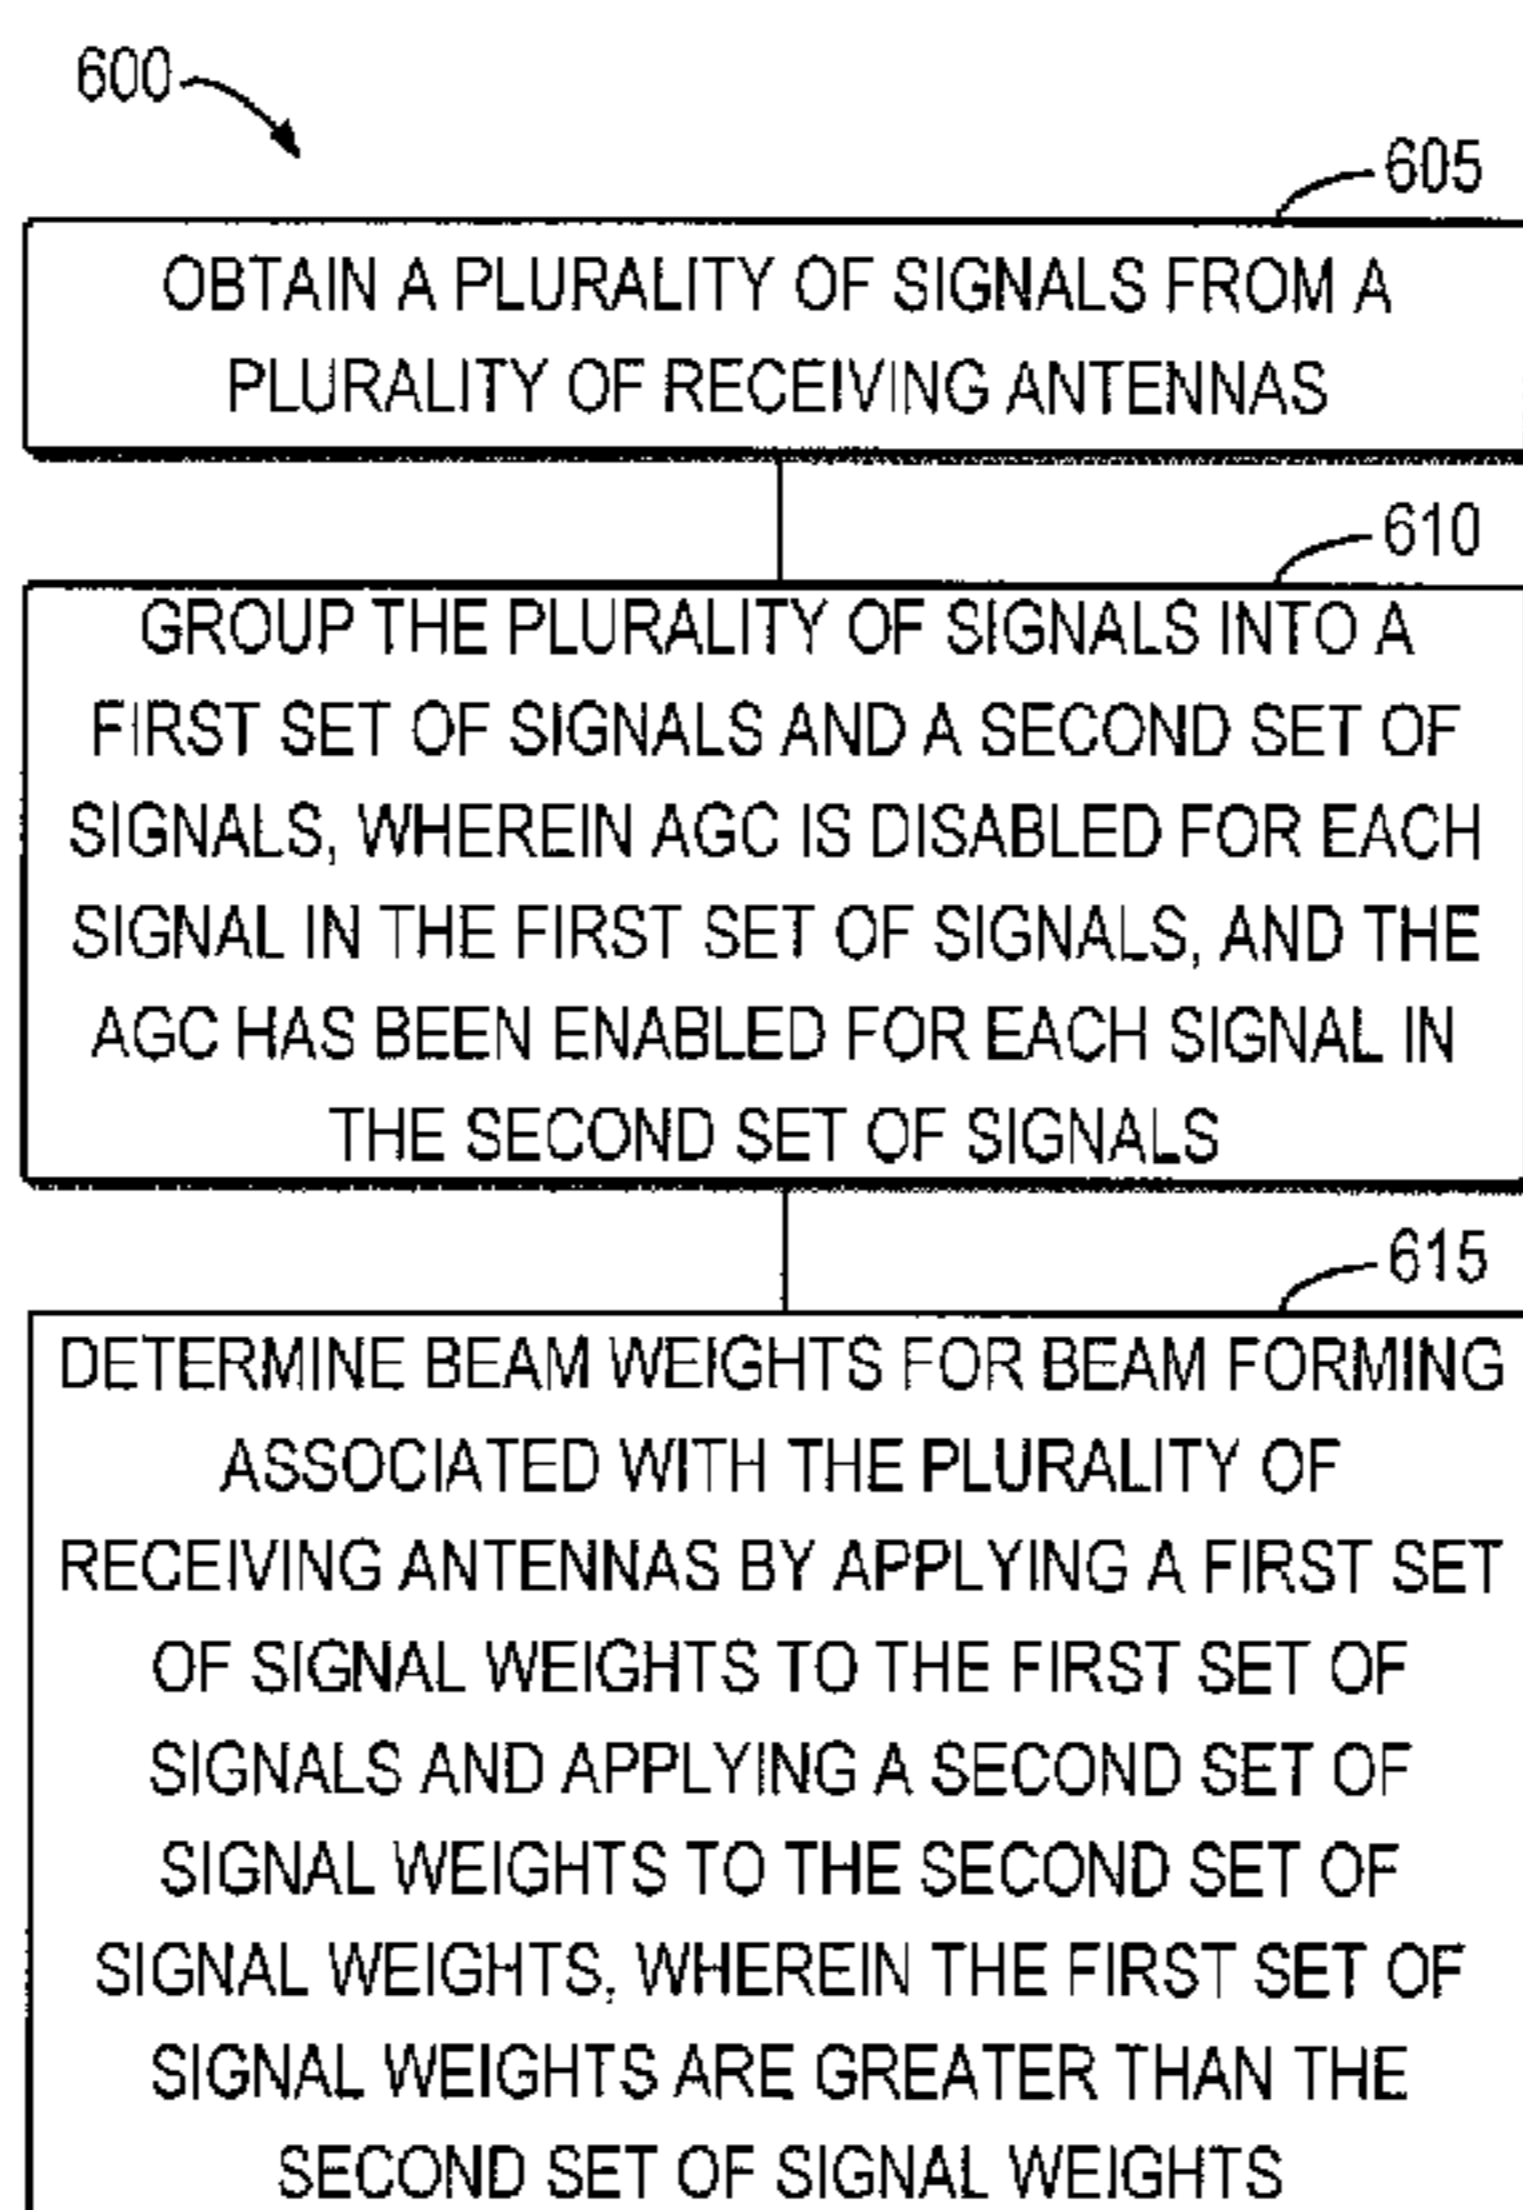 600
605
OBTAIN A PLURALITY OF SIGNALS FROM A
PLURALITY OF RECEIVING ANTENNAS
610
GROUP THE PLURALITY OF SIGNALS INTO A
FIRST SET OF SIGNALS AND A SECOND SET OF
SIGNALS, WHEREIN AGC IS DISABLED FOR EACH
SIGNAL IN THE FIRST SET OF SIGNALS, AND THE
AGC HAS BEEN ENABLED FOR EACH SIGNAL IN
THE SECOND SET OF SIGNALS
615
DETERMINE BEAM WEIGHTS FOR BEAM FORMING
ASSOCIATED WITH THE PLURALITY OF
RECEIVING ANTENNAS BY APPLYING A FIRST SET
OF SIGNAL WEIGHTS TO THE FIRST SET OF
SIGNALS AND APPLYING A SECOND SET OF
SIGNAL WEIGHTS TO THE SECOND SET OF
SIGNAL WEIGHTS, WHEREIN THE FIRST SET OF
SIGNAL WEIGHTS ARE GREATER THAN THE
SECOND SET OF SIGNAL WEIGHTS